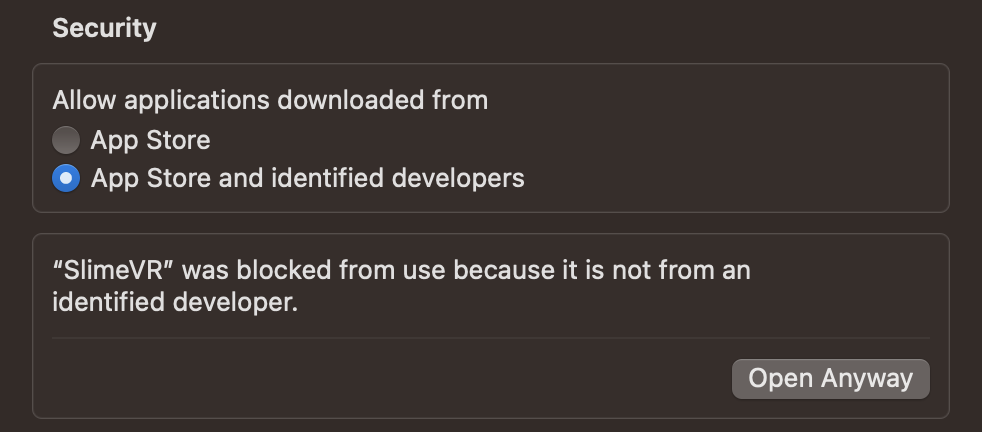 Security
Allow applications downloaded from
App Store
App Store and identified developers
“SlimeVR” was blocked from use because it is not from an
identified developer.
Open Anyway